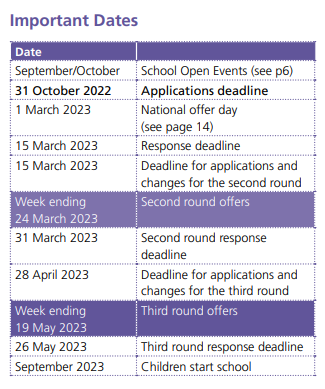 Important Dates
Date
September/October School Open Events (see p6)
31 October 2022 Applications deadline
1 March 2023 National offer day
(see page 14)
15 March 2023 Response deadline
15 March 2023 Deadline for applications and
changes for the second round
Week ending Second round offers
24 March 2023
31 March 2023 Second round response
deadline
28 April 2023 Deadline for applications and
changes for the third round
Week ending Third round offers
19 May 2023
26 May 2023 Third round response deadline
September 2023 Children start school